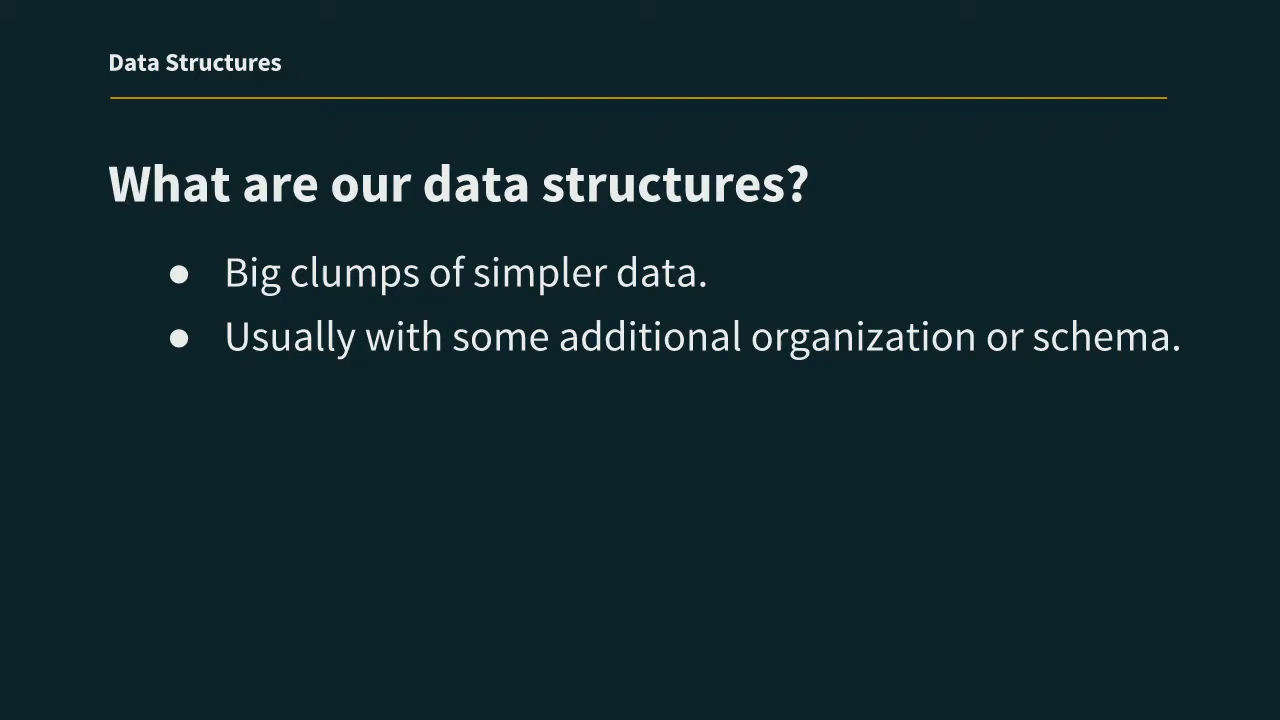 Data Structures
What are our data structures?
● Big clumps of simpler data.
● Usually with some additional organization or schema.